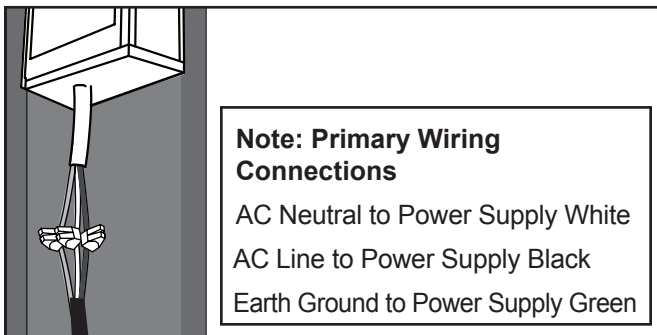 Note: Primary Wiring
Connections
AC Neutral to Power Supply White
AC Line to Power Supply Black
Earth Ground to Power Supply Green